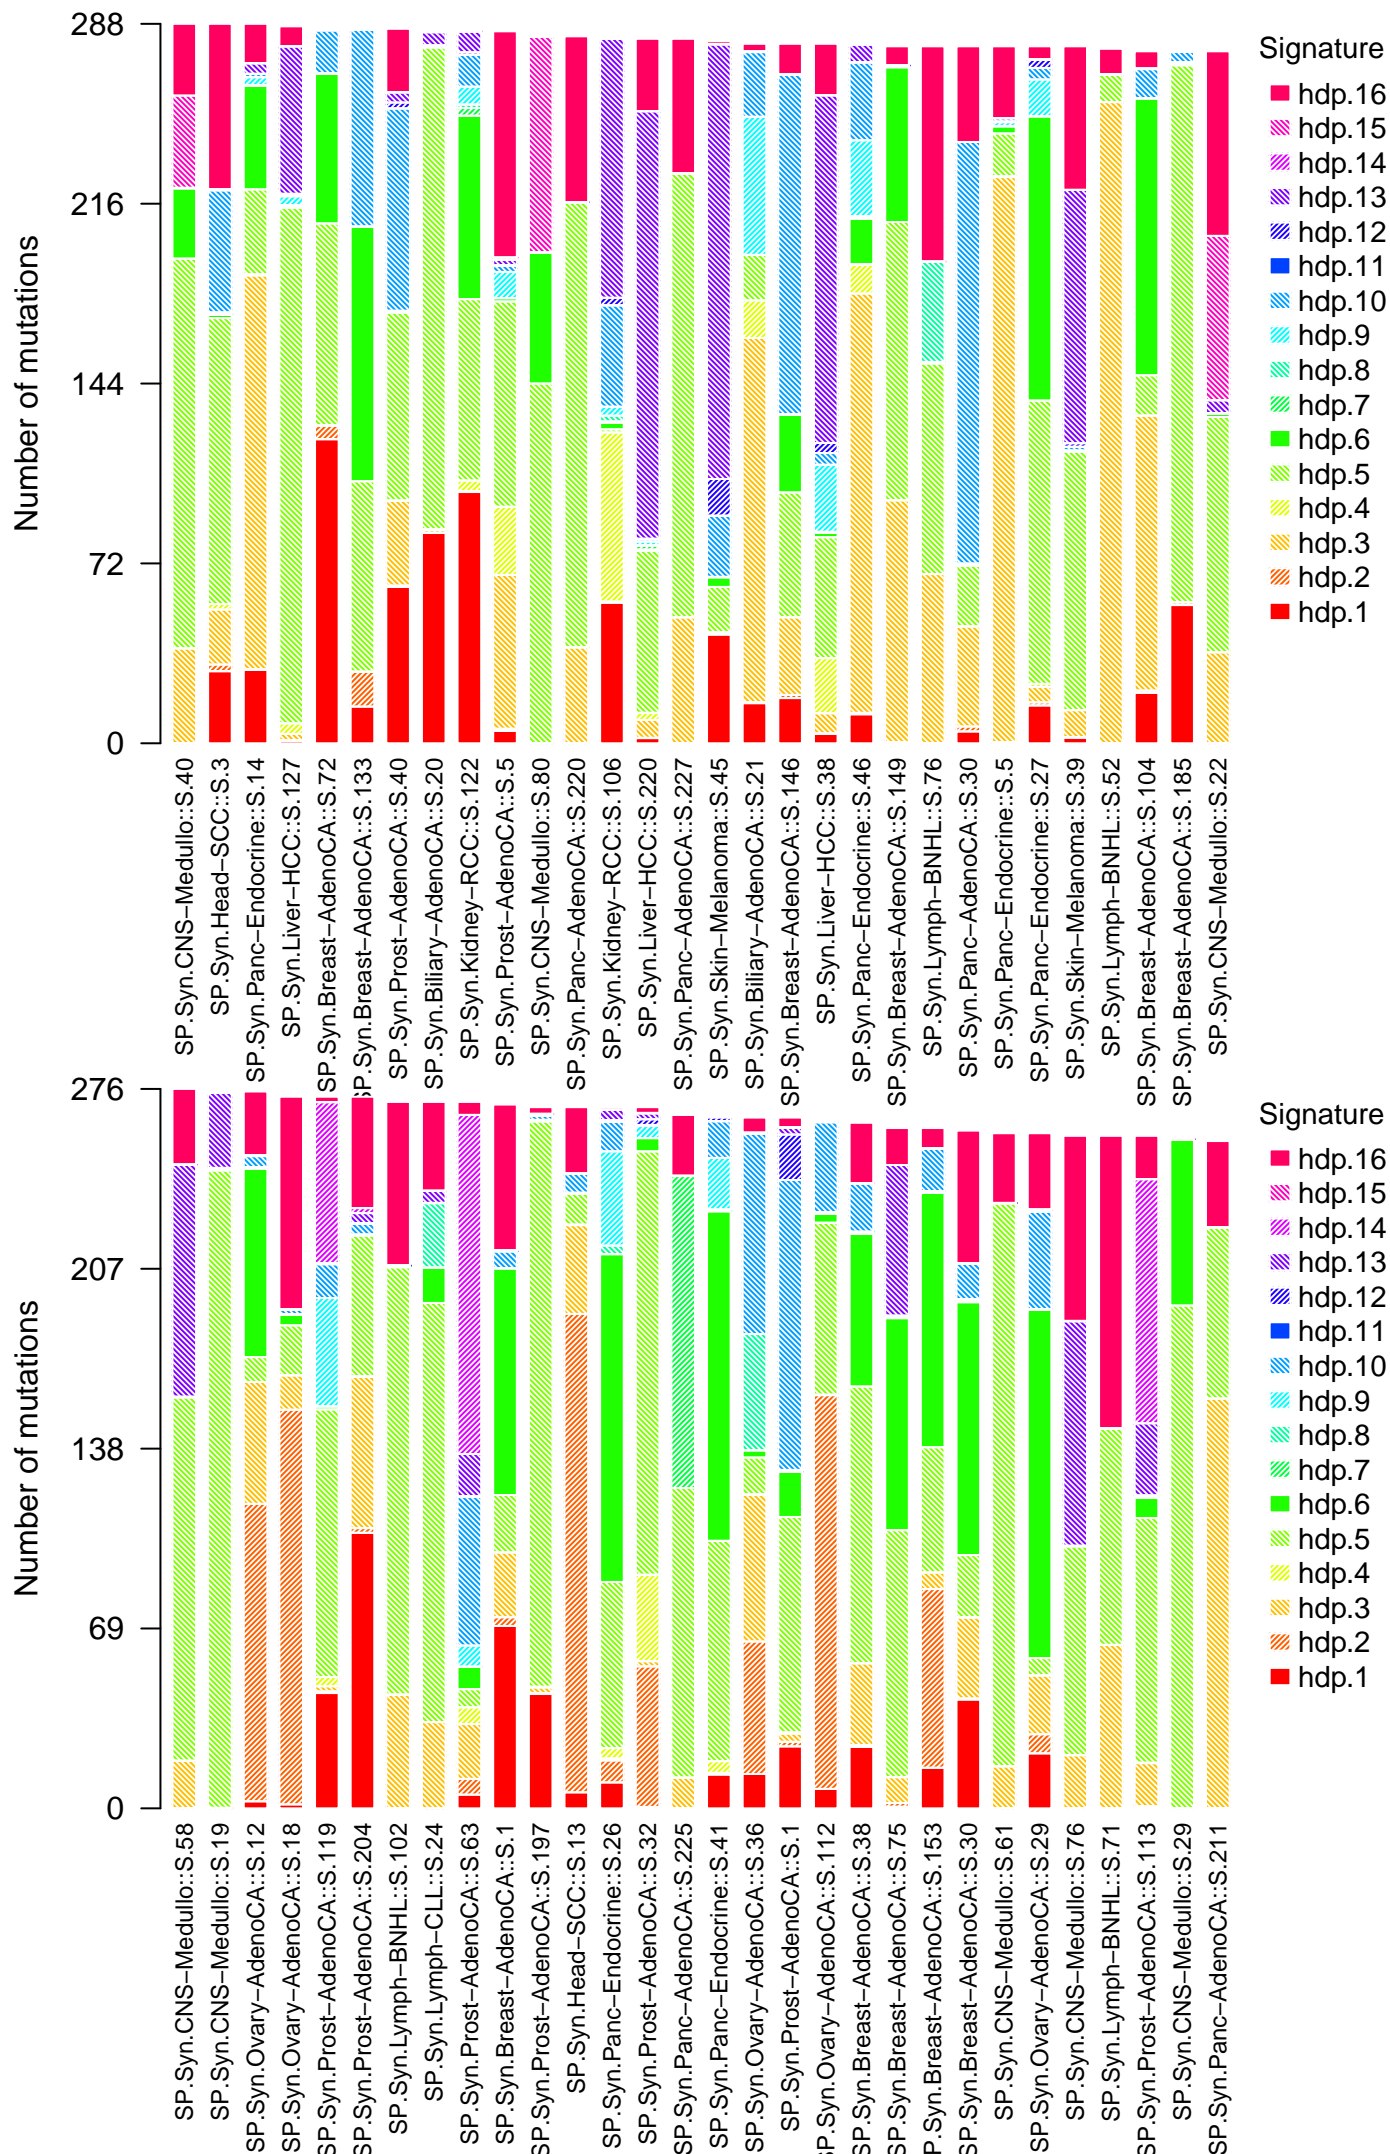 Number of mutations
288
216
144
72
0
SP.Syn.CNS−Medullo::S.40
SP.Syn.Head−SCC::S.3
SP.Syn.Panc−Endocrine::S.14
SP.Syn.Liver−HCC::S.127
SP.Syn.Breast−AdenoCA::S.72
SP.Syn.Breast−AdenoCA::S.133
SP.Syn.Prost−AdenoCA::S.40
SP.Syn.Biliary−AdenoCA::S.20
SP.Syn.Kidney−RCC::S.122
SP.Syn.Prost−AdenoCA::S.5
SP.Syn.CNS−Medullo::S.80
SP.Syn.Panc−AdenoCA::S.220
SP.Syn.Kidney−RCC::S.106
SP.Syn.Liver−HCC::S.220
SP.Syn.Panc−AdenoCA::S.227
SP.Syn.Skin−Melanoma::S.45
SP.Syn.Biliary−AdenoCA::S.21
SP.Syn.Breast−AdenoCA::S.146
SP.Syn.Liver−HCC::S.38
SP.Syn.Panc−Endocrine::S.46
SP.Syn.Breast−AdenoCA::S.149
SP.Syn.Lymph−BNHL::S.76
SP.Syn.Panc−AdenoCA::S.30
SP.Syn.Panc−Endocrine::S.5
SP.Syn.Panc−Endocrine::S.27
SP.Syn.Skin−Melanoma::S.39
SP.Syn.Lymph−BNHL::S.52
SP.Syn.Breast−AdenoCA::S.104
SP.Syn.Breast−AdenoCA::S.185
SP.Syn.CNS−Medullo::S.22
Signature
hdp.16
hdp.15
hdp.14
hdp.13
hdp.12
hdp.11
hdp.10
hdp.9
hdp.8
hdp.7
hdp.6
hdp.5
hdp.4
hdp.3
hdp.2
hdp.1
Number of mutations
276
207
138
69
0
SP.Syn.CNS−Medullo::S.58
SP.Syn.CNS−Medullo::S.19
SP.Syn.Ovary−AdenoCA::S.12
SP.Syn.Ovary−AdenoCA::S.18
SP.Syn.Prost−AdenoCA::S.119
SP.Syn.Prost−AdenoCA::S.204
SP.Syn.Lymph−BNHL::S.102
SP.Syn.Lymph−CLL::S.24
SP.Syn.Prost−AdenoCA::S.63
SP.Syn.Breast−AdenoCA::S.1
SP.Syn.Prost−AdenoCA::S.197
SP.Syn.Head−SCC::S.13
SP.Syn.Panc−Endocrine::S.26
SP.Syn.Prost−AdenoCA::S.32
SP.Syn.Panc−AdenoCA::S.225
SP.Syn.Panc−Endocrine::S.41
SP.Syn.Ovary−AdenoCA::S.36
SP.Syn.Prost−AdenoCA::S.1
SP.Syn.Ovary−AdenoCA::S.112
SP.Syn.Breast−AdenoCA::S.38
SP.Syn.Breast−AdenoCA::S.75
SP.Syn.Breast−AdenoCA::S.153
SP.Syn.Breast−AdenoCA::S.30
SP.Syn.CNS−Medullo::S.61
SP.Syn.Ovary−AdenoCA::S.29
SP.Syn.CNS−Medullo::S.76
SP.Syn.Lymph−BNHL::S.71
SP.Syn.Prost−AdenoCA::S.113
SP.Syn.CNS−Medullo::S.29
SP.Syn.Panc−AdenoCA::S.211
Signature
hdp.16
hdp.15
hdp.14
hdp.13
hdp.12
hdp.11
hdp.10
hdp.9
hdp.8
hdp.7
hdp.6
hdp.5
hdp.4
hdp.3
hdp.2
hdp.1